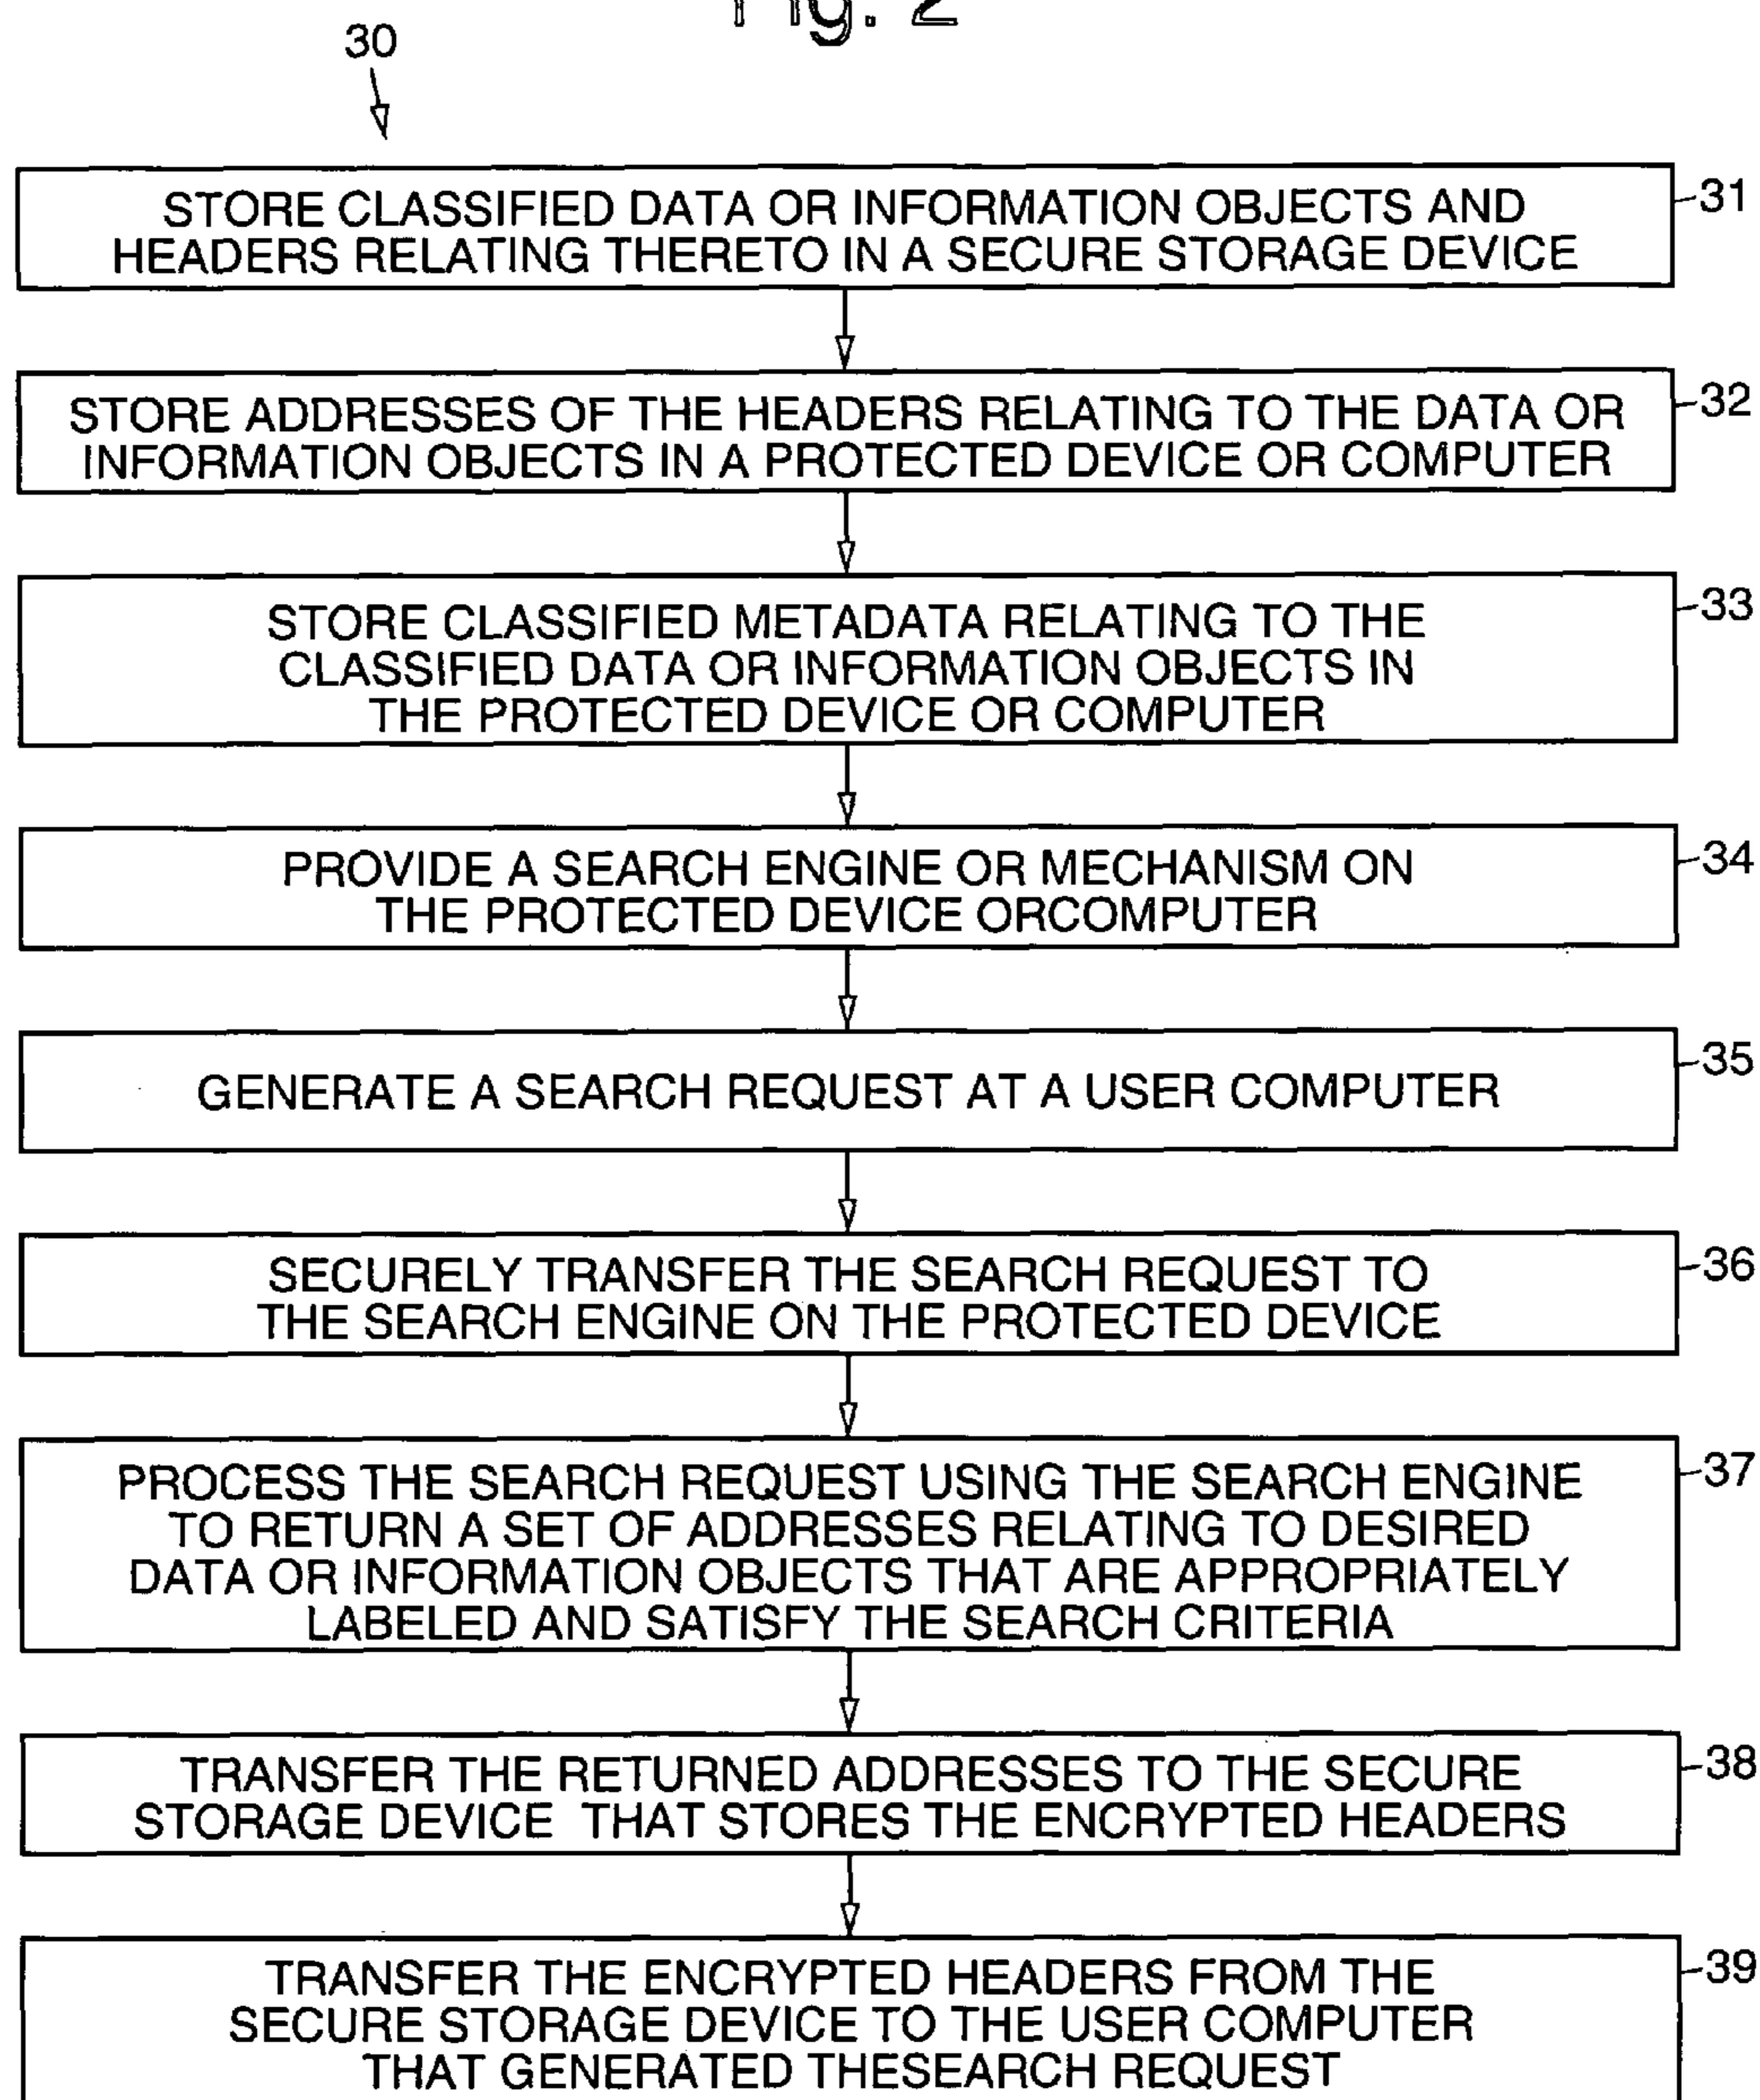 Fig. 2
30
STORE CLASSIFIED DATA OR INFORMATION OBJECTS AND
HEADERS RELATING THERETO IN A SECURE STORAGE DEVICE
31
STORE ADDRESSES OF THE HEADERS RELATING TO THE DATA OR
INFORMATION OBJECTS IN A PROTECTED DEVICE OR COMPUTER
32
STORE CLASSIFIED METADATA RELATING TO THE
CLASSIFIED DATA OR INFORMATION OBJECTS IN
THE PROTECTED DEVICE OR COMPUTER
33
PROVIDE A SEARCH ENGINE OR MECHANISM ON
THE PROTECTED DEVICE ORCOMPUTER
34
GENERATE A SEARCH REQUEST AT A USER COMPUTER
35
SECURELY TRANSFER THE SEARCH REQUEST TO
THE SEARCH ENGINE ON THE PROTECTED DEVICE
36
PROCESS THE SEARCH REQUEST USING THE SEARCH ENGINE
TO RETURN A SET OF ADDRESSES RELATING TO DESIRED
DATA OR INFORMATION OBJECTS THAT ARE APPROPRIATELY
LABELED AND SATISFY THE SEARCH CRITERIA
37
TRANSFER THE RETURNED ADDRESSES TO THE SECURE
STORAGE DEVICE THAT STORES THE ENCRYPTED HEADERS
38
TRANSFER THE ENCRYPTED HEADERS FROM THE
SECURE STORAGE DEVICE TO THE USER COMPUTER
THAT GENERATED THESEARCH REQUEST
39